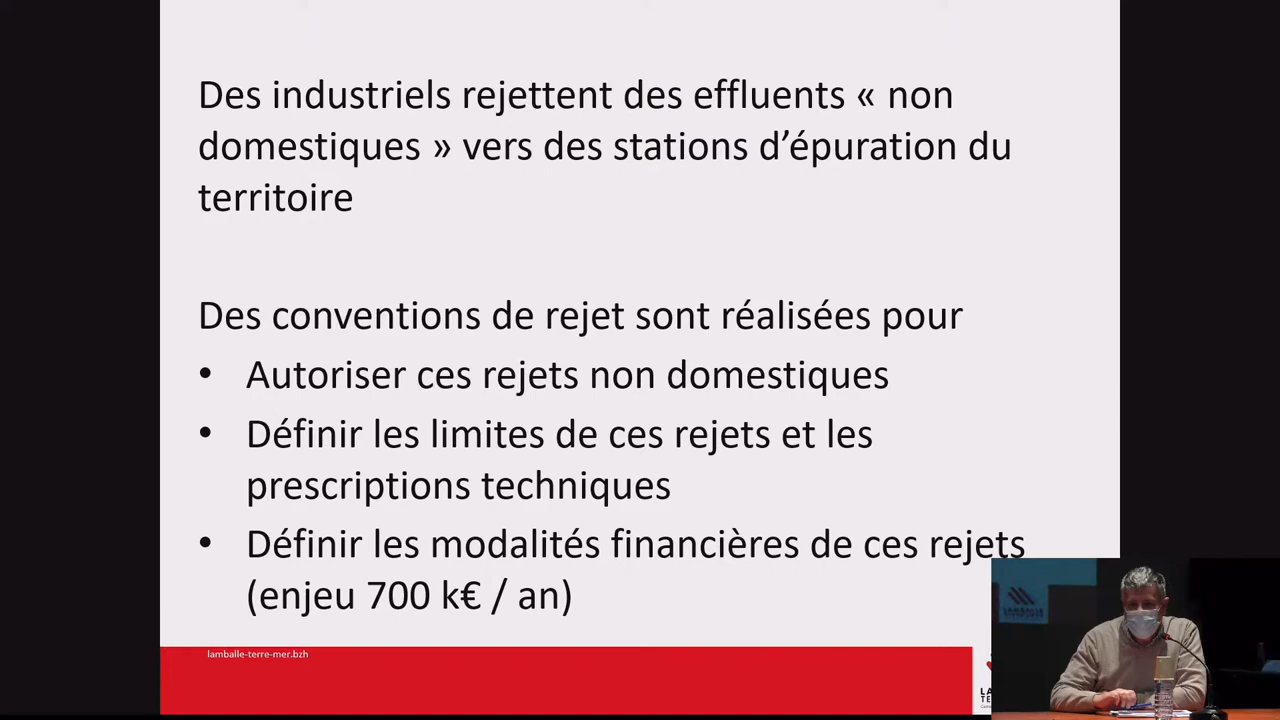 Des industriels rejettent des effluents « non
domestiques » vers des stations d’épuration du
territoire
Des conventions de rejet sont réalisées pour
• Autoriser ces rejets non domestiques
• Définir les limites de ces rejets et les
prescriptions techniques
• Définir les modalités financières de ces rejets
(enjeu 700 k€ / an)
lamballe-terre-mer.bzh
LAMBALLE